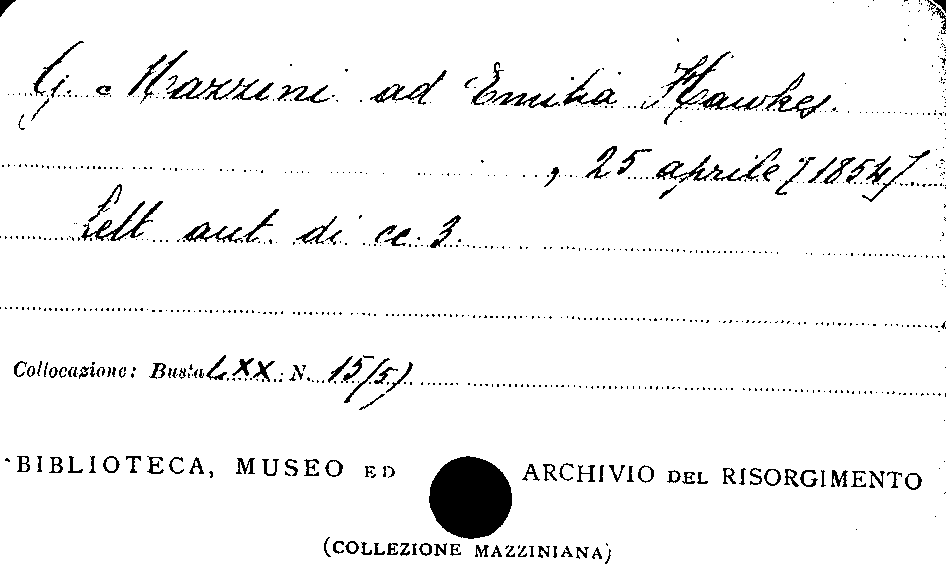 G. Mazzini ad Emilia Hawkes.
, 25 aprile [1854].
Lett. aut. di cc. 3.
Collocazione: Busta LXX N. 15(5)
BIBLIOTECA, MUSEO ED ARCHIVIO DEL RISORGIMENTO
(COLLEZIONE MAZZINIANA)